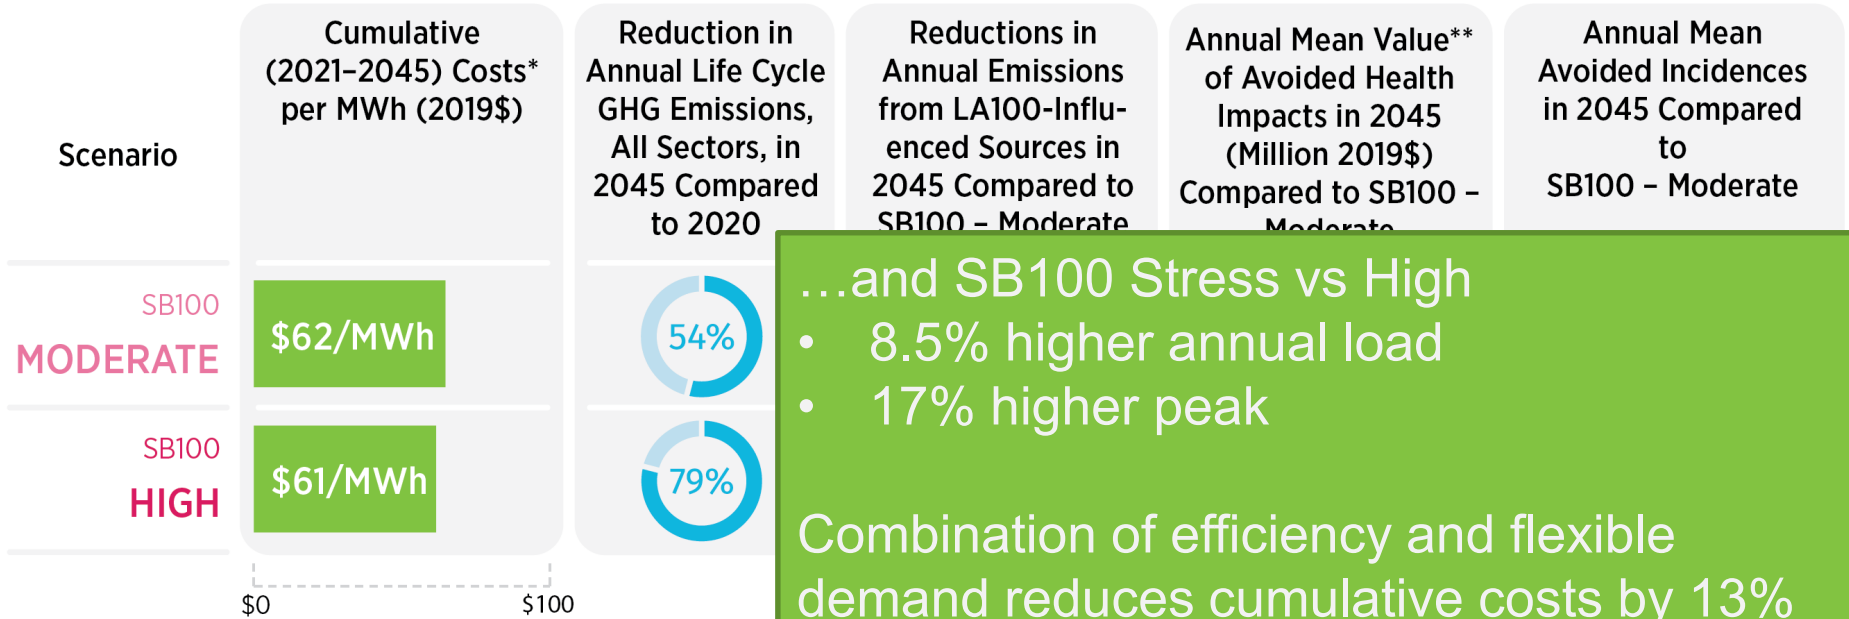 Scenario
Cumulative
(2021–2045) Costs*
per MWh (2019$)
Reduction in
Annual Life Cycle
GHG Emissions,
All Sectors, in
2045 Compared
to 2020
Reductions in
Annual Emissions
from LA100-Influ-
enced Sources in
2045 Compared to
SB100 – Moderate
Annual Mean Value**
of Avoided Health
Impacts in 2045
(Million 2019$)
Compared to SB100 –
Moderate
Annual Mean
Avoided Incidences
in 2045 Compared
to
SB100 – Moderate
SB100
MODERATE
$62/MWh
54%
SB100
HIGH
$61/MWh
79%
$0
$100
…and SB100 Stress vs High
• 8.5% higher annual load
• 17% higher peak
Combination of efficiency and flexible
demand reduces cumulative costs by 13%